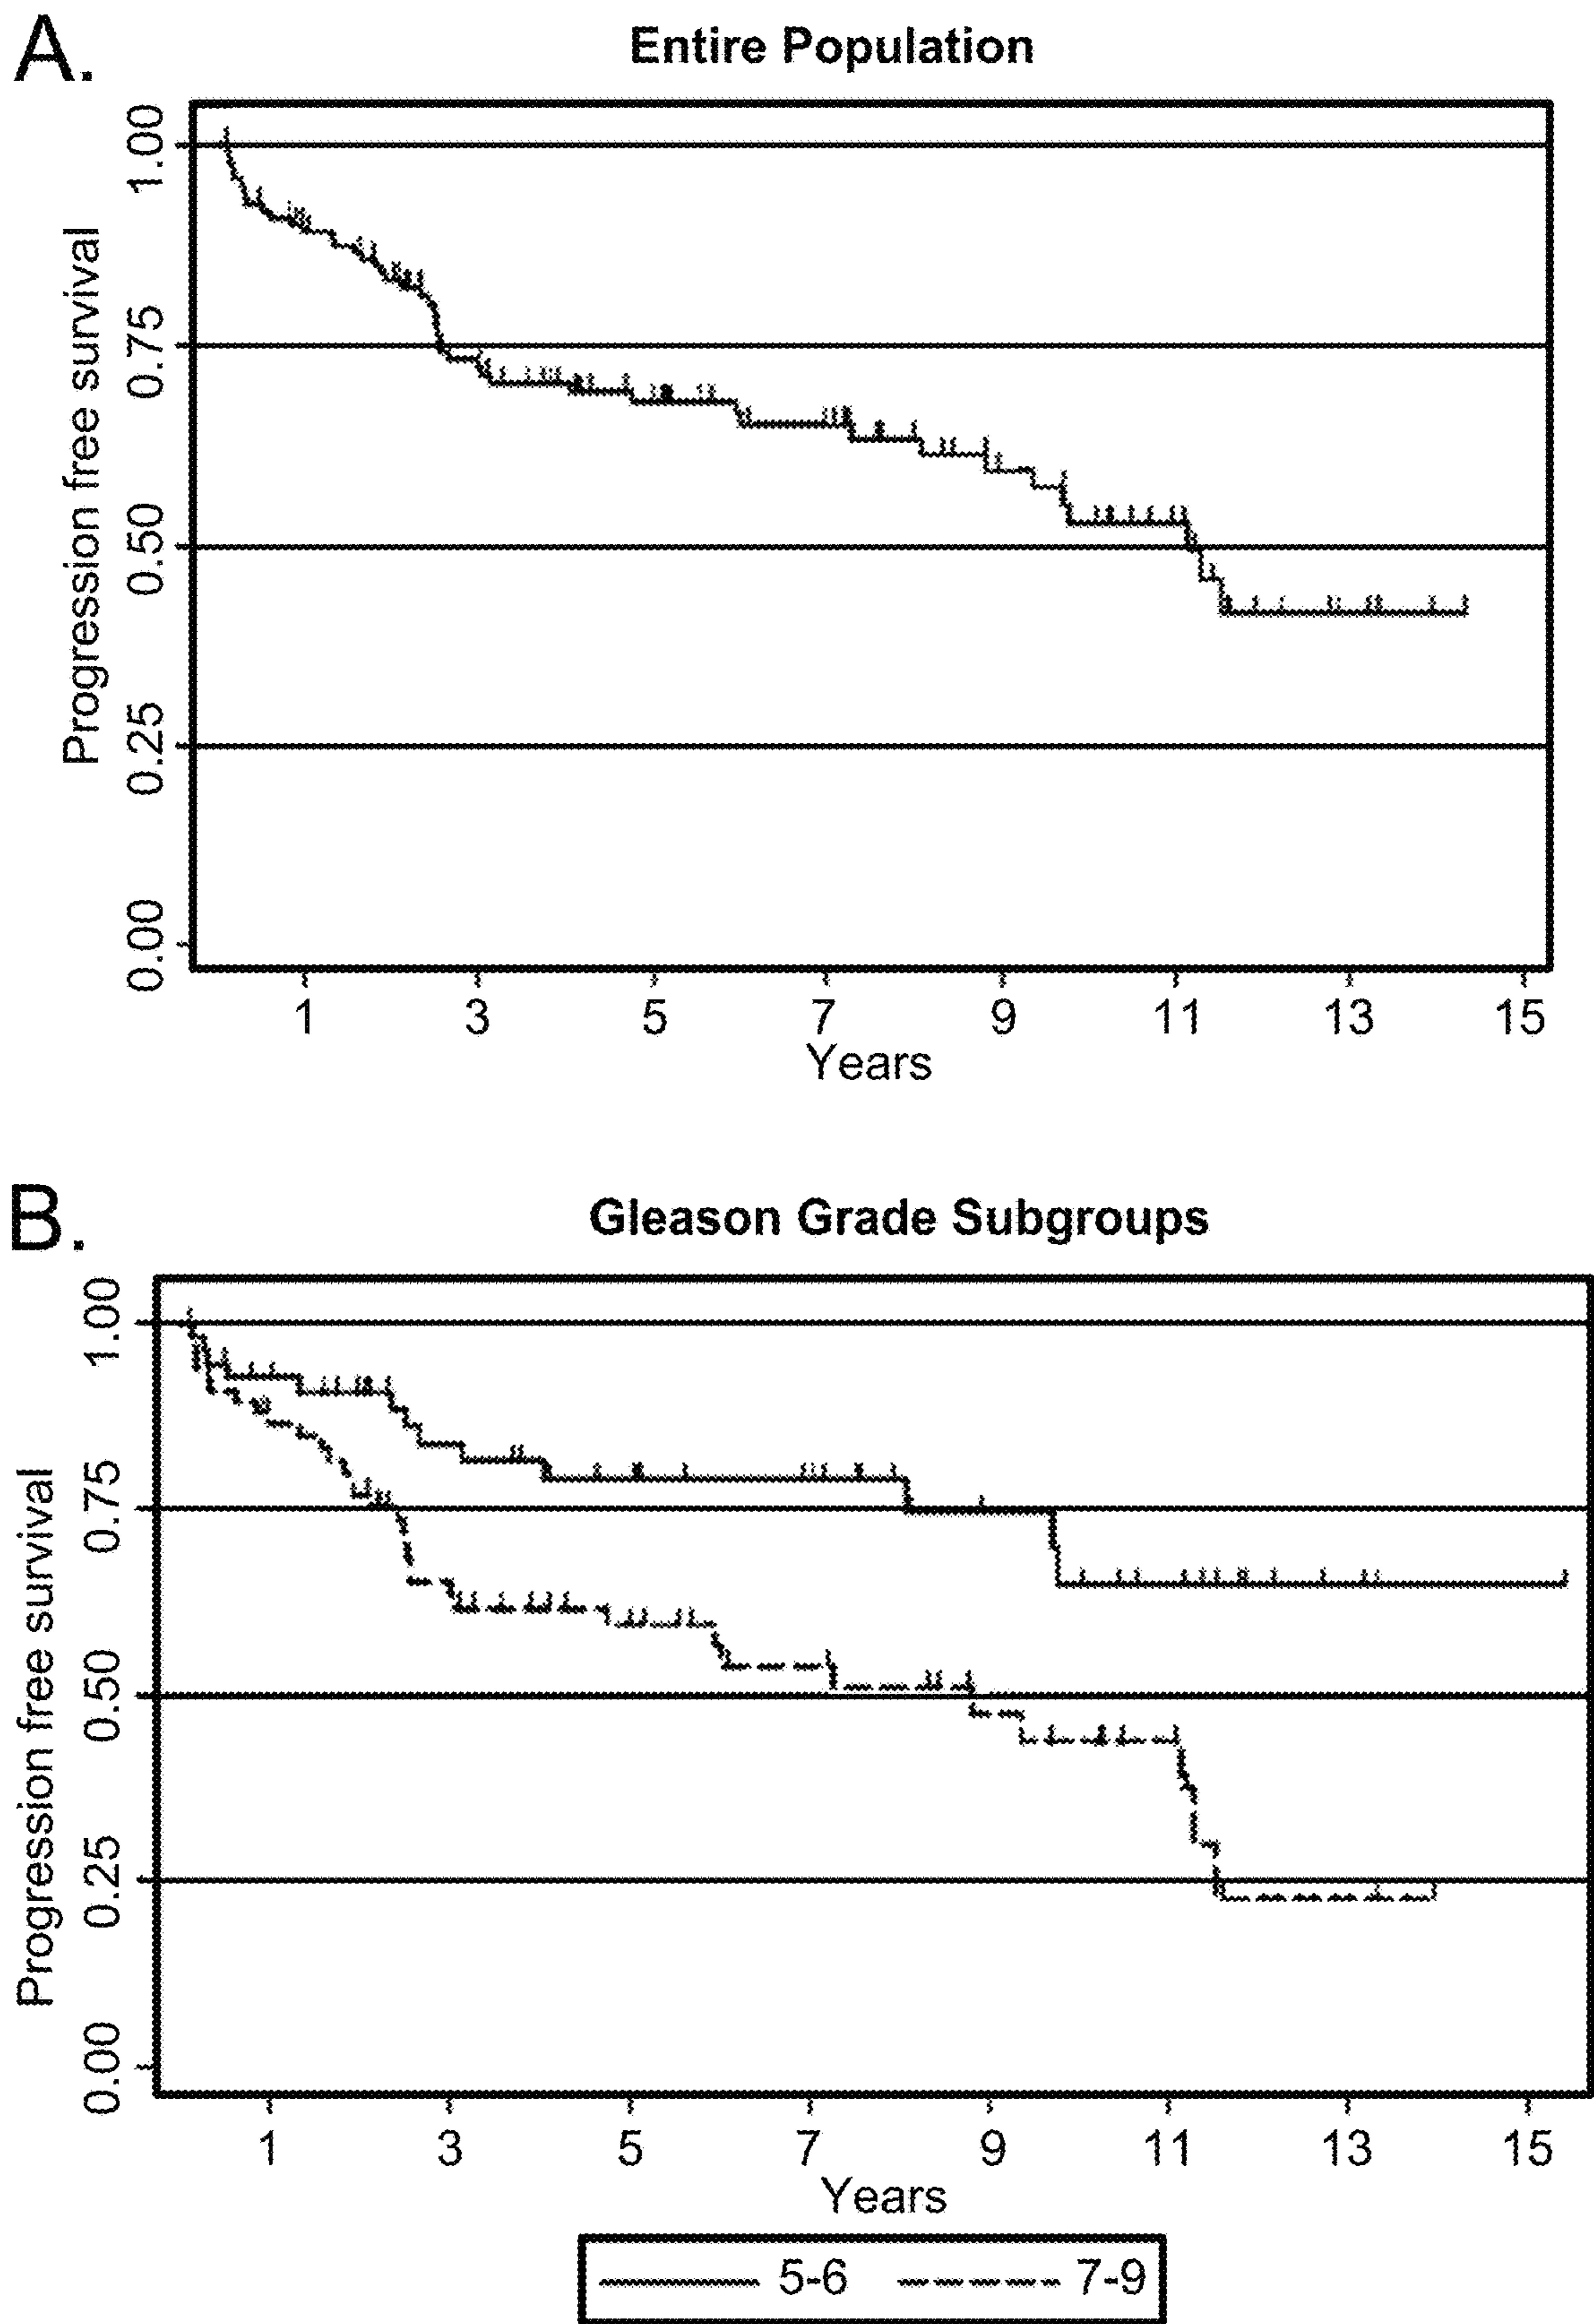 A.
Entire Population
Progression free survival
1.00
0.75
0.50
0.25
0.00
1 3 5 7 9 11 13 15
Years
B.
Gleason Grade Subgroups
Progression free survival
1.00
0.75
0.50
0.25
0.00
1 3 5 7 9 11 13 15
Years
5-6 7-9